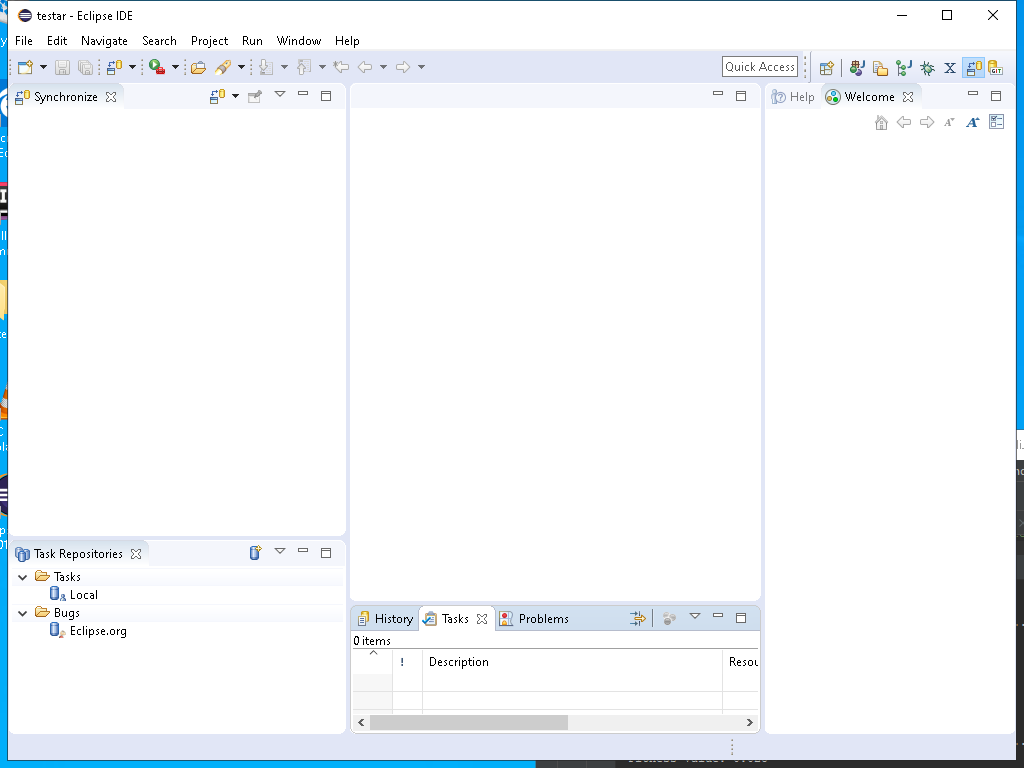 testar - Eclipse IDE
File Edit Navigate Search Project Run Window Help
Quick Access
Synchronize
Help Welcome
Task Repositories
Tasks
Local
Bugs
Eclipse.org
History Tasks Problems
0 items
! Description